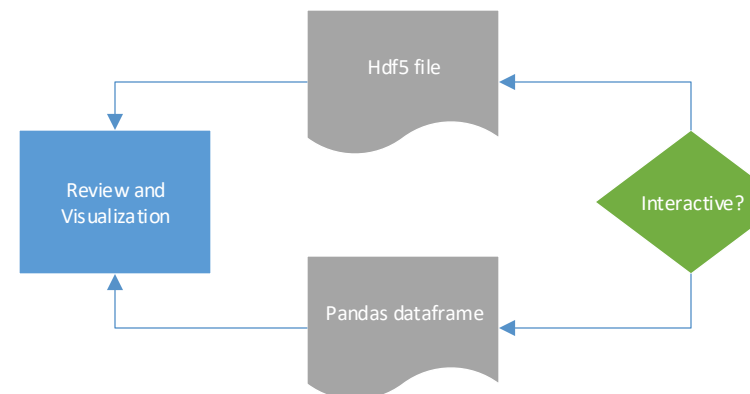 Hdf5 file
Review and
Visualization
Interactive?
Pandas dataframe